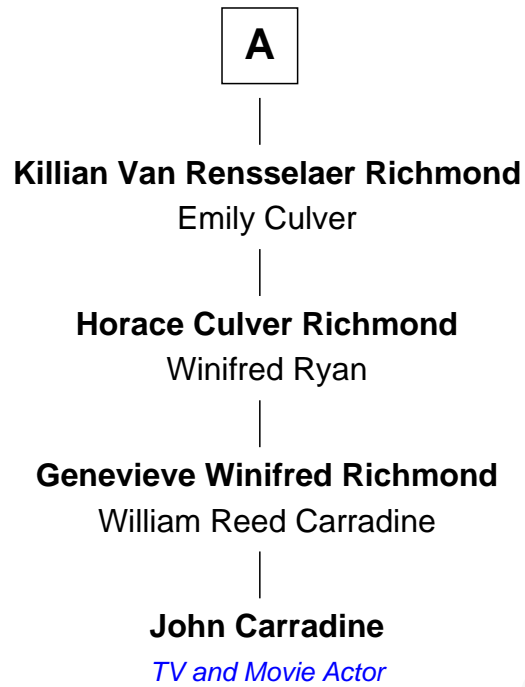 A
Killian Van Rensselaer Richmond
Emily Culver
Horace Culver Richmond
Winifred Ryan
Genevieve Winifred Richmond
William Reed Carradine
John Carradine
TV and Movie Actor